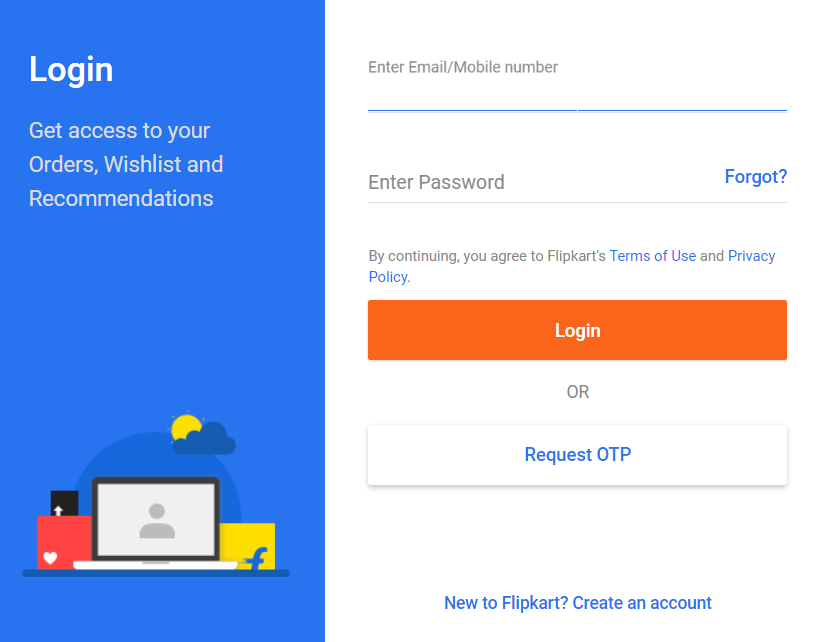 Login
Get access to your
Orders, Wishlist and
Recommendations
Enter Email/Mobile number
Enter Password
Forgot?
By continuing, you agree to Flipkart's Terms of Use and Privacy
Policy.
Login
OR
Request OTP
New to Flipkart? Create an account